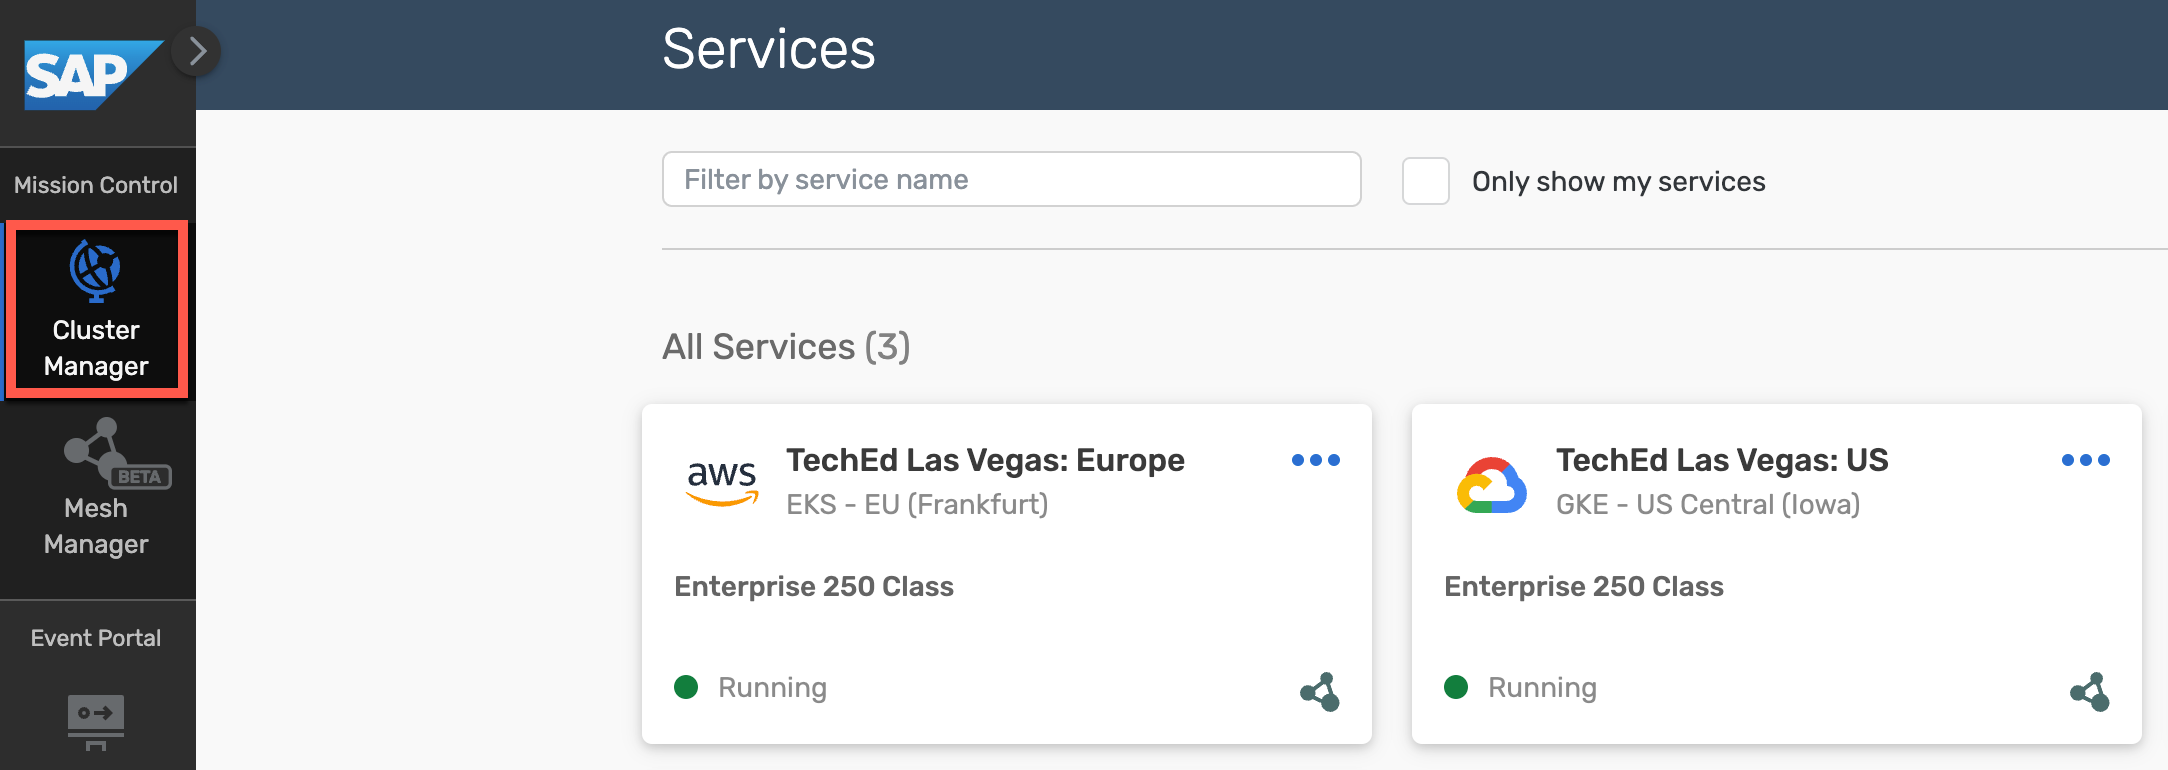 SAP
Services
Mission Control
Filter by service name
Only show my services
Cluster
Manager
All Services (3)
BETA
Mesh
Manager
aws
TechEd Las Vegas: Europe
EKS - EU (Frankfurt)
Enterprise 250 Class
Running
TechEd Las Vegas: US
GKE - US Central (Iowa)
Enterprise 250 Class
Running
Event Portal